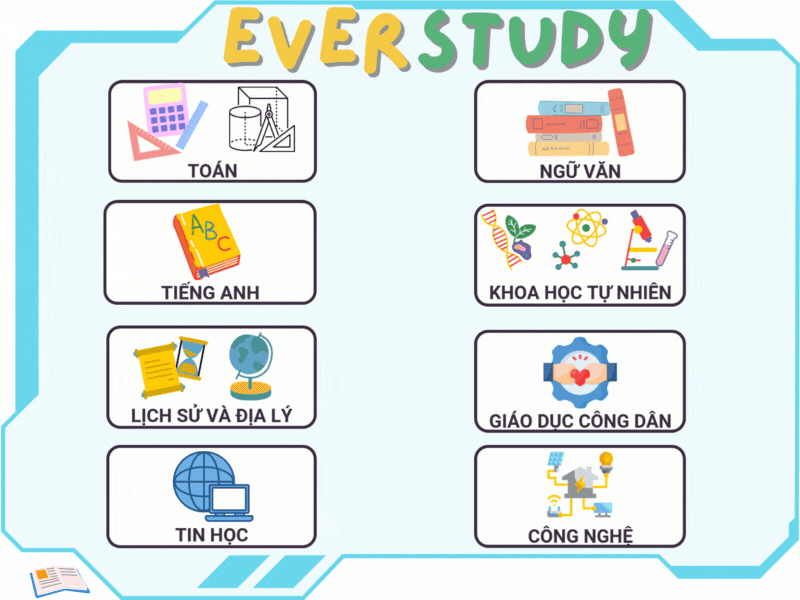 EVERSTUDY
TOÁN
NGỮ VĂN
ABC
TIẾNG ANH
KHOA HỌC TỰ NHIÊN
LỊCH SỬ VÀ ĐỊA LÝ
GIÁO DỤC CÔNG DÂN
TIN HỌC
CÔNG NGHỆ